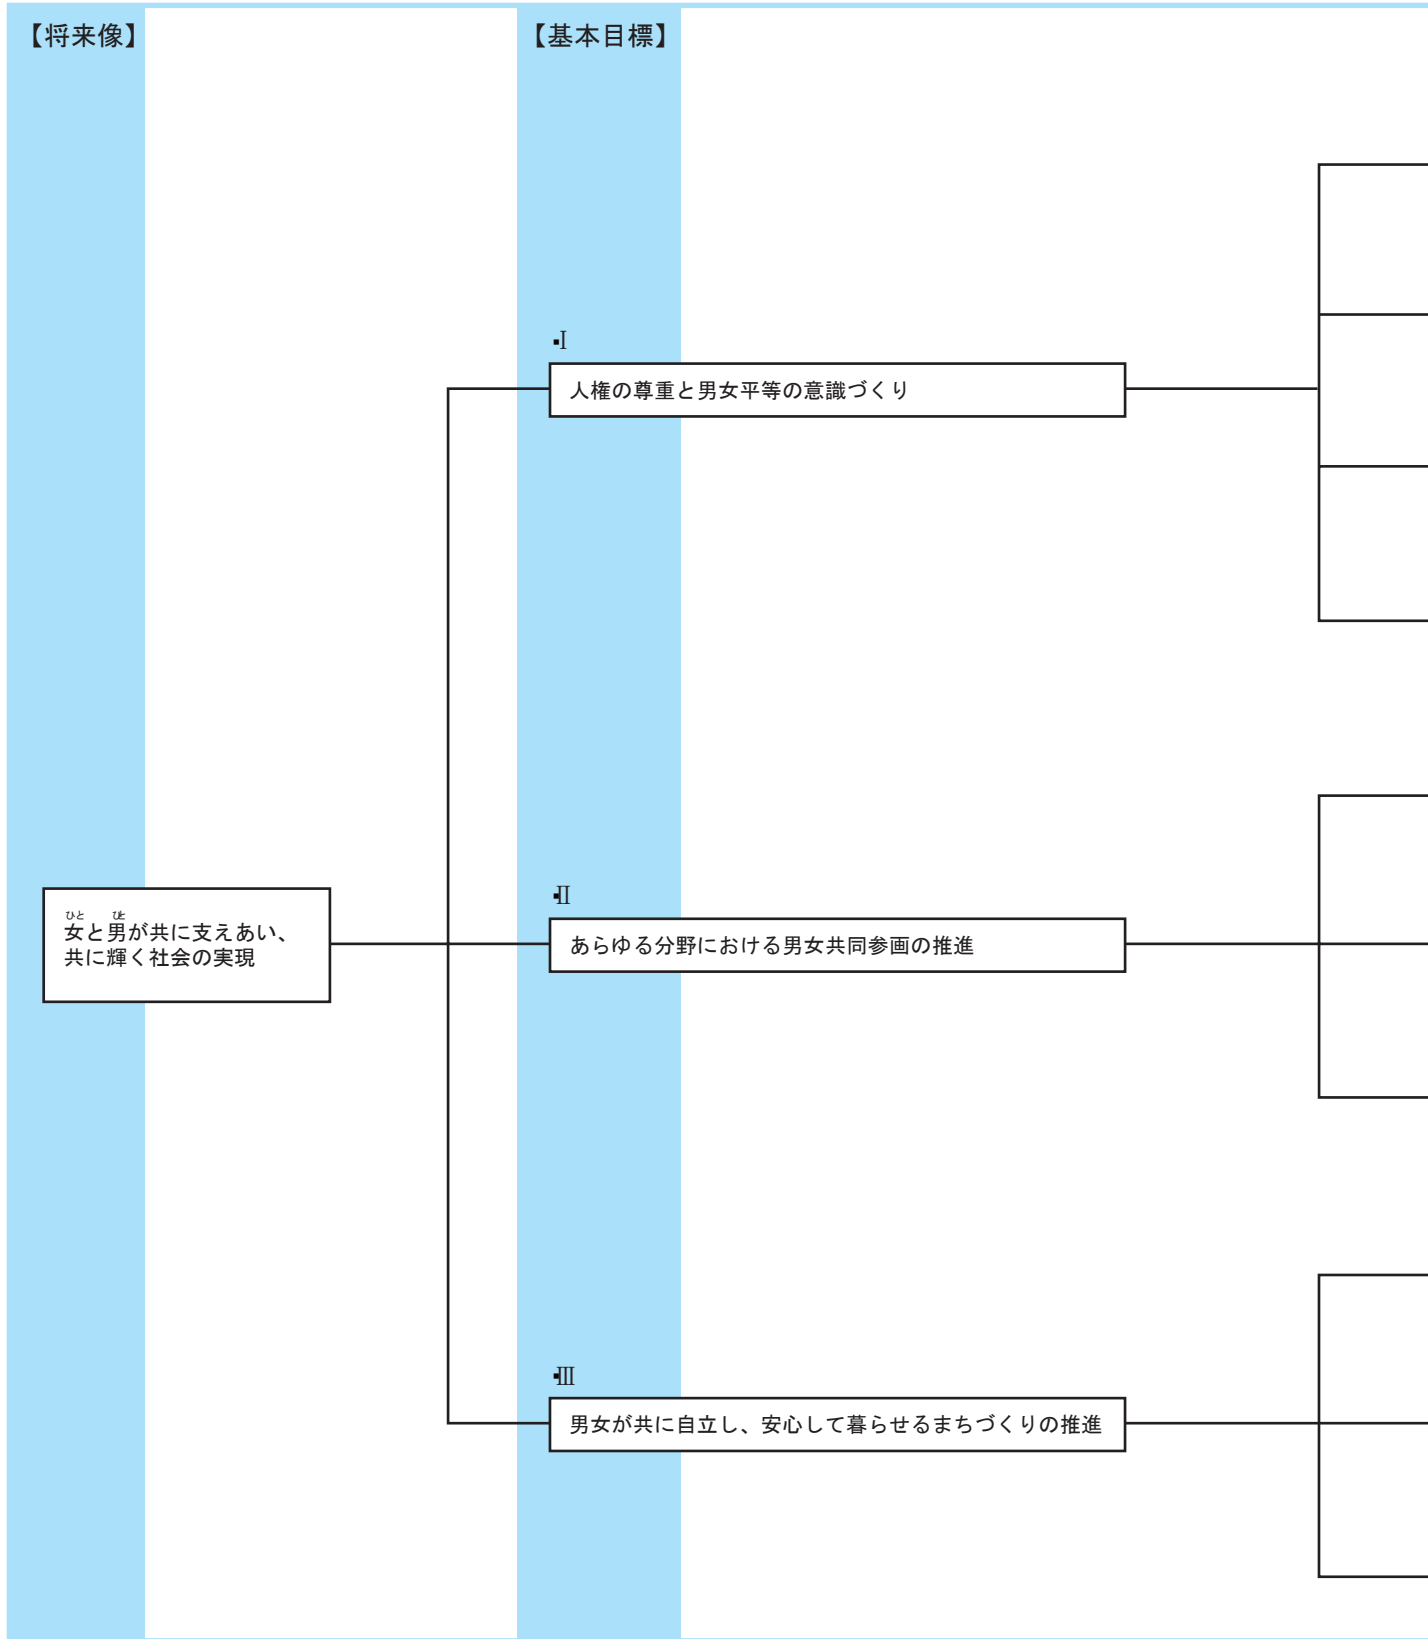 【将来像】
【基本目標】
Ⅰ
人権の尊重と男女平等の意識づくり
Ⅱ
あらゆる分野における男女共同参画の推進
ひと ひと
女と男が共に支えあい、
共に輝く社会の実現
Ⅲ
男女が共に自立し、安心して暮らせるまちづくりの推進